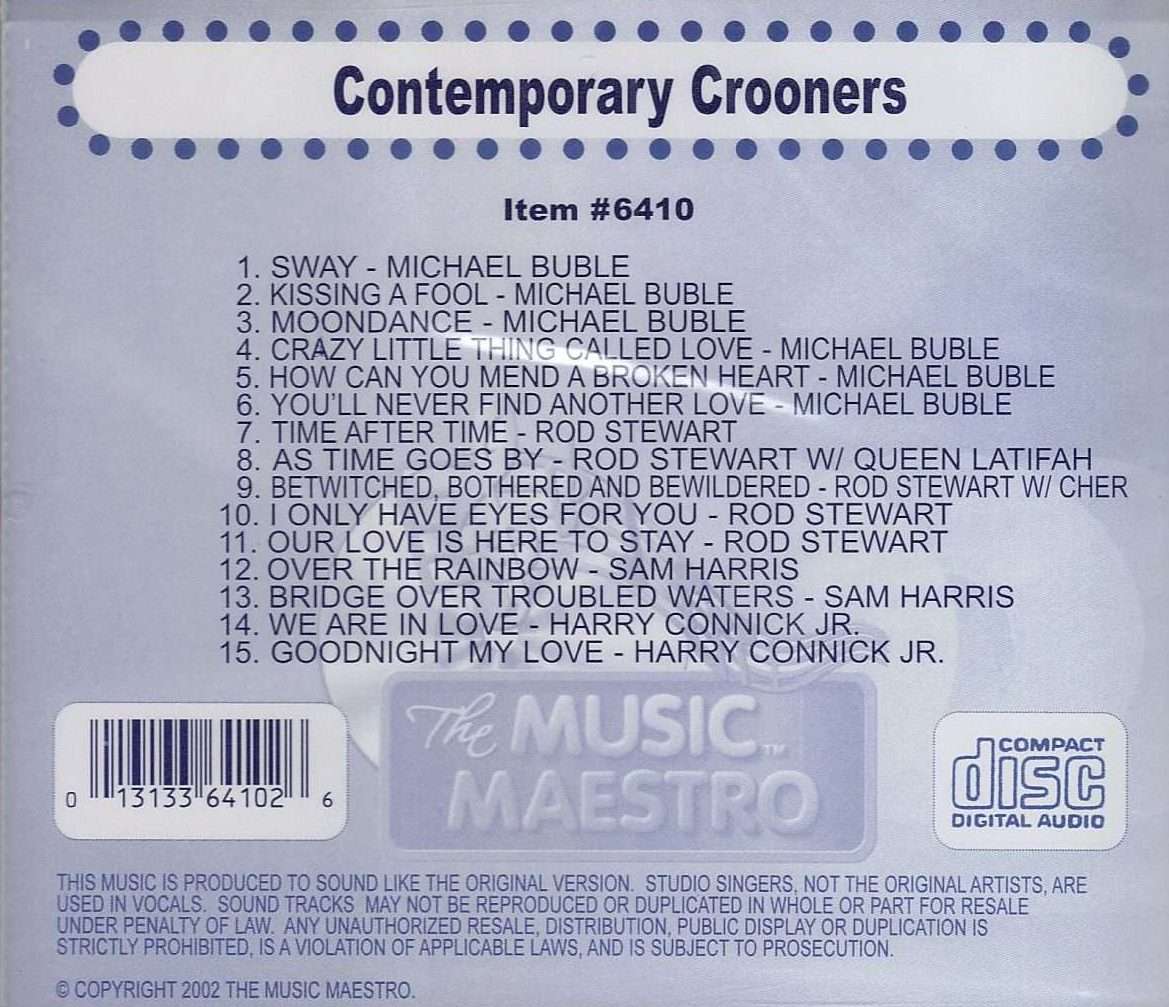 Contemporary Crooners
Item #6410
1. SWAY - MICHAEL BUBLE
2. KISSING A FOOL - MICHAEL BUBLE
3. MOONDANCE - MICHAEL BUBLE
4. CRAZY LITTLE THING CALLED LOVE - MICHAEL BUBLE
5. HOW CAN YOU MEND A BROKEN HEART - MICHAEL BUBLE
6. YOU'LL NEVER FIND ANOTHER LOVE - MICHAEL BUBLE
7. TIME AFTER TIME - ROD STEWART
8. AS TIME GOES BY - ROD STEWART W/ QUEEN LATIFAH
9. BETWITCHED, BOTHERED AND BEWILDERED - ROD STEWART W/ CHER
10. I ONLY HAVE EYES FOR YOU - ROD STEWART
11. OUR LOVE IS HERE TO STAY - ROD STEWART
12. OVER THE RAINBOW - SAM HARRIS
13. BRIDGE OVER TROUBLED WATERS - SAM HARRIS
14. WE ARE IN LOVE - HARRY CONNICK JR.
15. GOODNIGHT MY LOVE - HARRY CONNICK JR.
The MUSIC™
MAESTRO
0 13133 64102 6
COMPACT
disc
DIGITAL AUDIO
THIS MUSIC IS PRODUCED TO SOUND LIKE THE ORIGINAL VERSION. STUDIO SINGERS, NOT THE ORIGINAL ARTISTS, ARE
USED IN VOCALS. SOUND TRACKS MAY NOT BE REPRODUCED OR DUPLICATED IN WHOLE OR PART FOR RESALE
UNDER PENALTY OF LAW. ANY UNAUTHORIZED RESALE, DISTRIBUTION, PUBLIC DISPLAY OR DUPLICATION IS
STRICTLY PROHIBITED, IS A VIOLATION OF APPLICABLE LAWS, AND IS SUBJECT TO PROSECUTION.
© COPYRIGHT 2002 THE MUSIC MAESTRO.